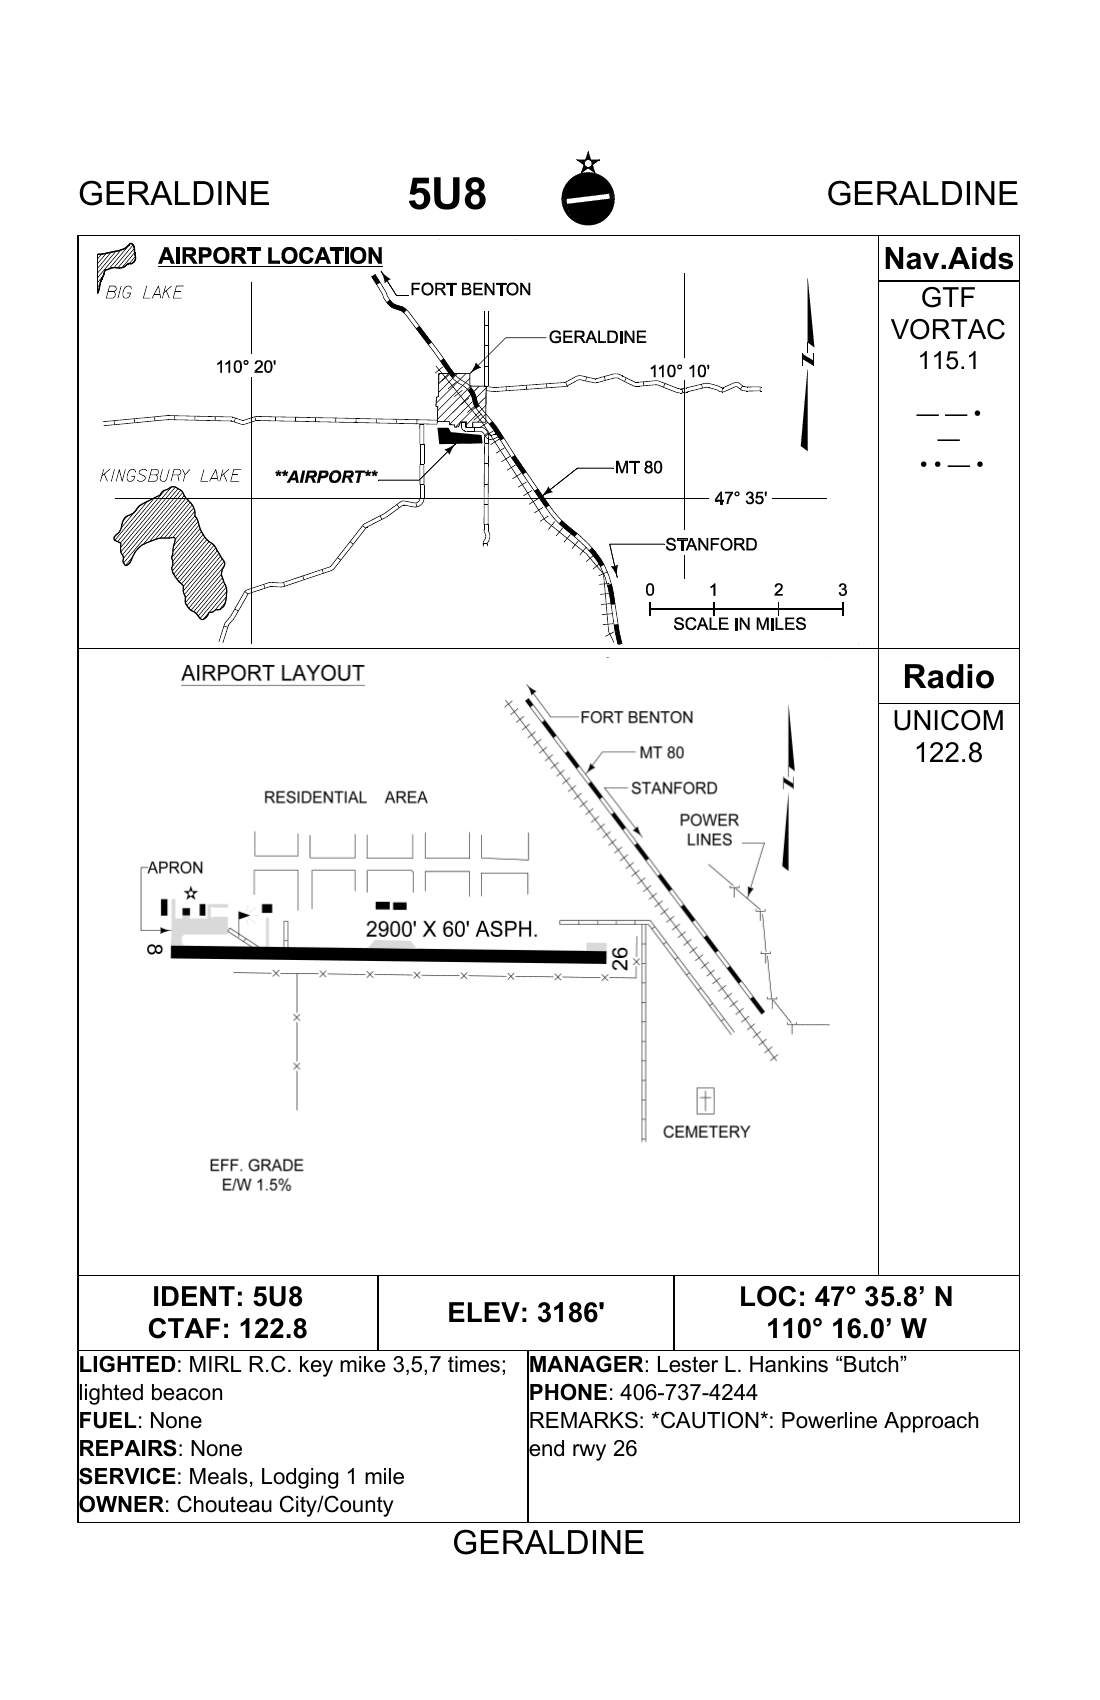 GERALDINE 5U8 GERALDINE
AIRPORT LOCATION
BIG LAKE
FORT BENTON
GERALDINE
110° 20'
110° 10'
N
KINGSBURY LAKE
**AIRPORT**
MT 80
47° 35'
STANFORD
0 1 2 3
SCALE IN MILES
Nav.Aids
GTF
VORTAC
115.1
— — •
—
• • — •
AIRPORT LAYOUT
FORT BENTON
MT 80
STANFORD
N
RESIDENTIAL AREA
POWER
LINES
APRON
2900' X 60' ASPH.
8
26
CEMETERY
EFF. GRADE
E/W 1.5%
Radio
UNICOM
122.8
IDENT: 5U8
CTAF: 122.8
ELEV: 3186'
LOC: 47° 35.8’ N
110° 16.0’ W
LIGHTED: MIRL R.C. key mike 3,5,7 times;
lighted beacon
FUEL: None
REPAIRS: None
SERVICE: Meals, Lodging 1 mile
OWNER: Chouteau City/County
MANAGER: Lester L. Hankins “Butch”
PHONE: 406-737-4244
REMARKS: *CAUTION*: Powerline Approach
end rwy 26
GERALDINE